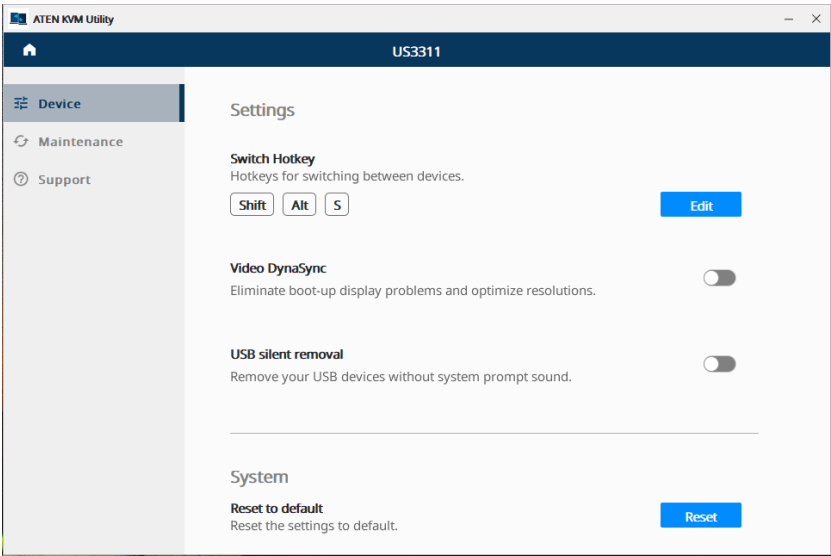 ATEN KVM Utility
US3311
Device
Maintenance
Support
Settings
Switch Hotkey
Hotkeys for switching between devices.
Shift Alt S
Edit
Video DynaSync
Eliminate boot-up display problems and optimize resolutions.
USB silent removal
Remove your USB devices without system prompt sound.
System
Reset to default
Reset the settings to default.
Reset